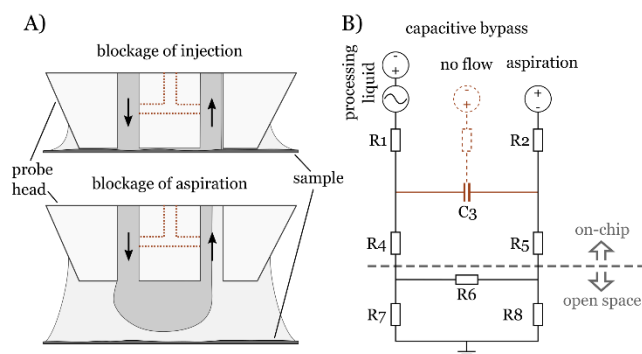 A)
blockage of injection
probe
head
blockage of aspiration
sample
B)
capacitive bypass
processing
liquid
no flow
aspiration
-
+
-
+
+
-
R1
R2
C3
R4
R5
on-chip
R6
open space
R7
R8